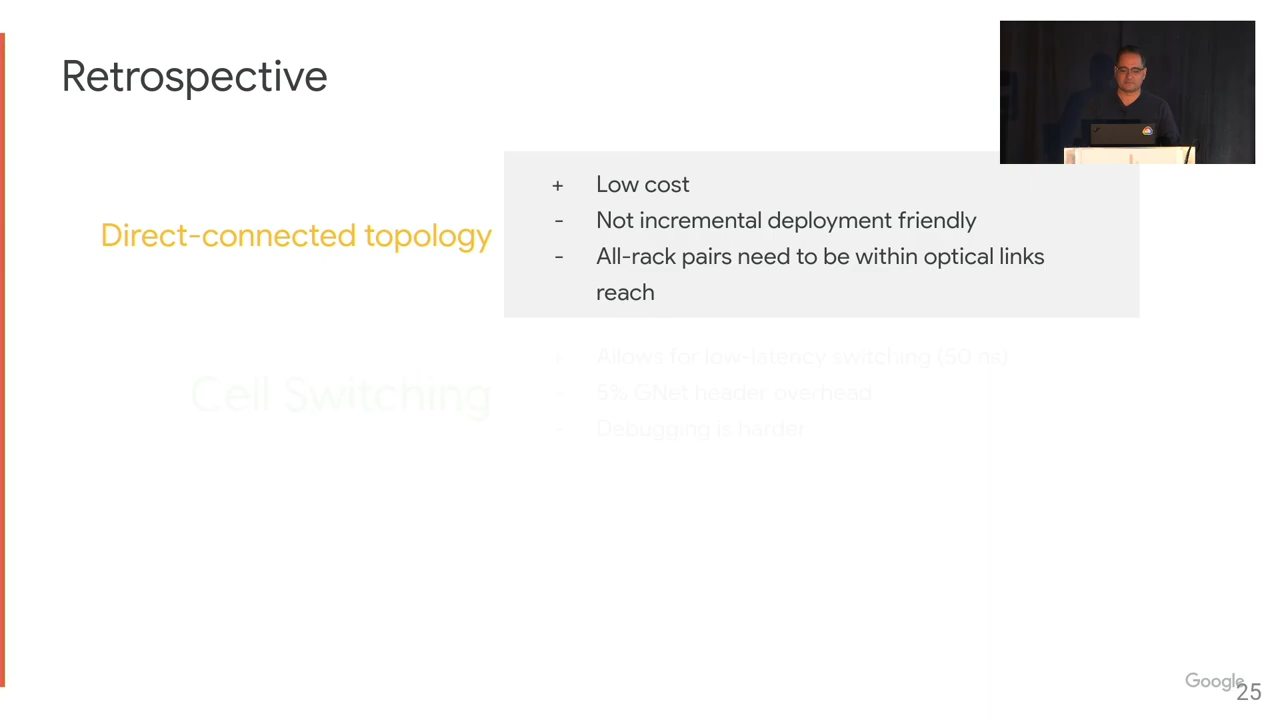 Retrospective
+ Low cost
- Not incremental deployment friendly
Direct-connected topology
- All-rack pairs need to be within optical links
reach
- Allows for low-latency switching (50 ns)
Cell Switching
- 5% GNet header overhead
- Debugging is harder
Google
25